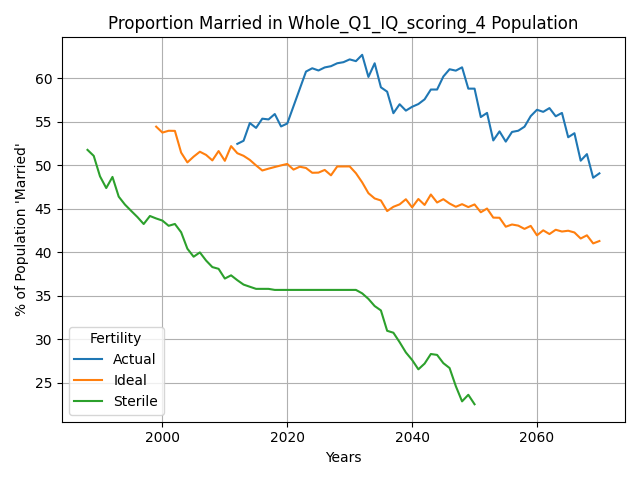 Proportion Married in Whole_Q1_IQ_scoring_4 Population
% of Population 'Married'
60
55
50
45
40
35
30
25
Fertility
Actual
Ideal
Sterile
2000 2020 2040 2060
Years